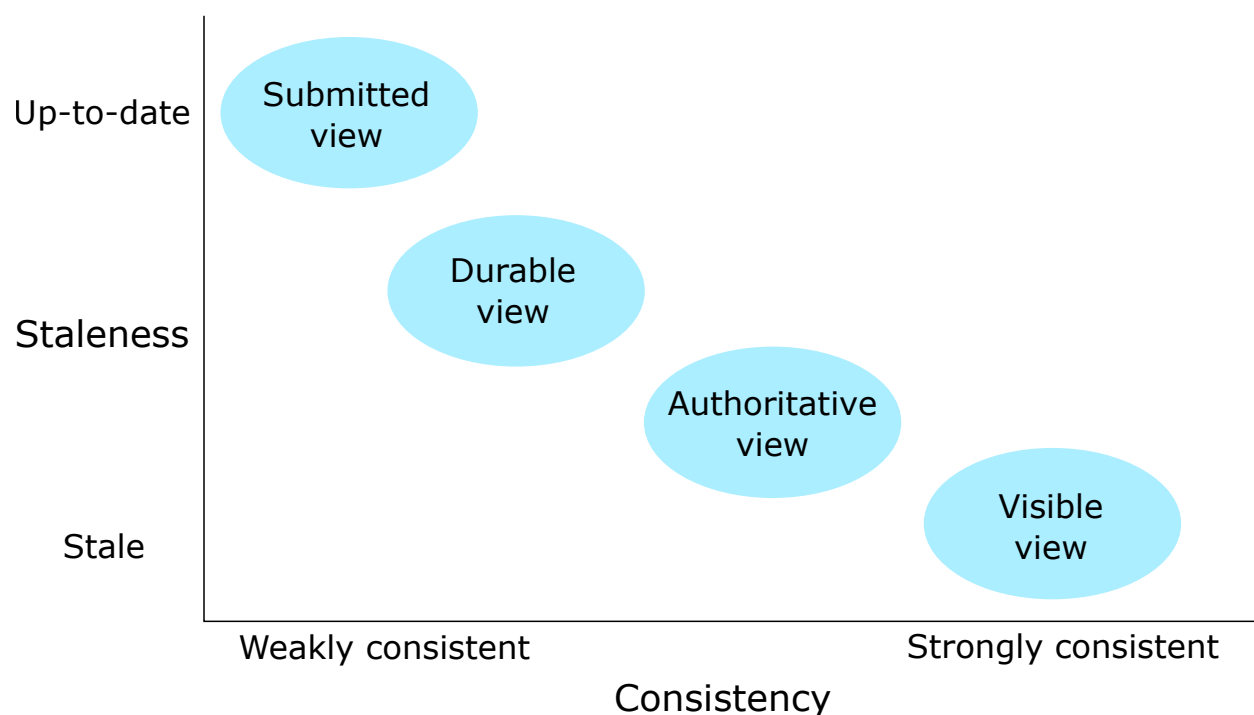 Up-to-date
Submitted
view
Durable
view
Staleness
Authoritative
view
Visible
view
Stale
Weakly consistent
Strongly consistent
Consistency